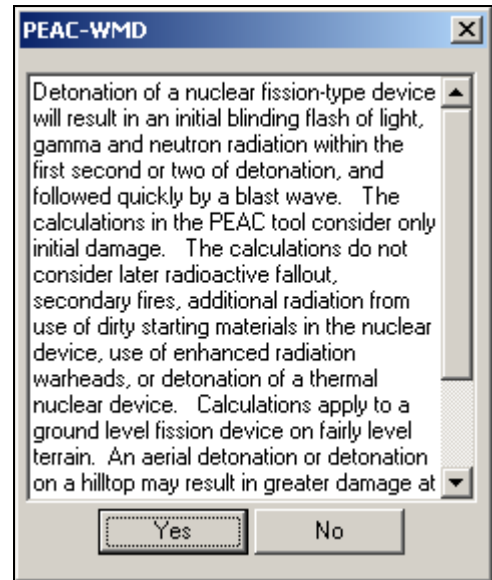 PEAC-WMD
Detonation of a nuclear fission-type device
will result in an initial blinding flash of light,
gamma and neutron radiation within the
first second or two of detonation, and
followed quickly by a blast wave.   The
calculations in the PEAC tool consider only
initial damage.   The calculations do not
consider later radioactive fallout,
secondary fires, additional radiation from
use of dirty starting materials in the nuclear
device, use of enhanced radiation
warheads, or detonation of a thermal
nuclear device.   Calculations apply to a
ground level fission device on fairly level
terrain.  An aerial detonation or detonation
on a hilltop may result in greater damage at
Yes
No